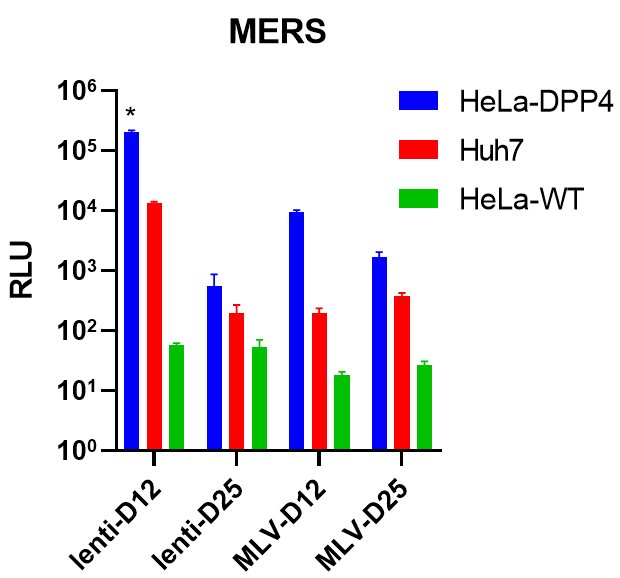 MERS
*
HeLa-DPP4
Huh7
HeLa-WT
RLU
10⁶
10⁵
10⁴
10³
10²
10¹
10⁰
lenti-D12
lenti-D25
MLV-D12
MLV-D25